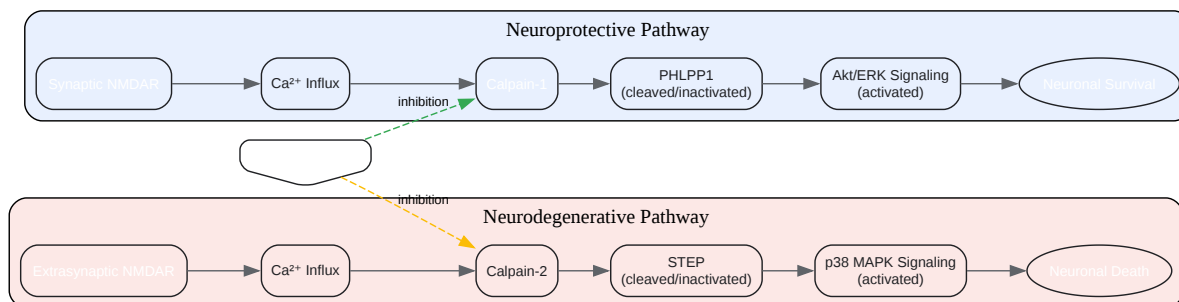 Neuroprotective Pathway
Synaptic NMDAR
Ca²⁺ Influx
Calpain-1
PHLPP1
(cleaved/inactivated)
Akt/ERK Signaling
(activated)
Neuronal Survival
inhibition
inhibition
Neurodegenerative Pathway
Extrasynaptic NMDAR
Ca²⁺ Influx
Calpain-2
STEP
(cleaved/inactivated)
p38 MAPK Signaling
(activated)
Neuronal Death